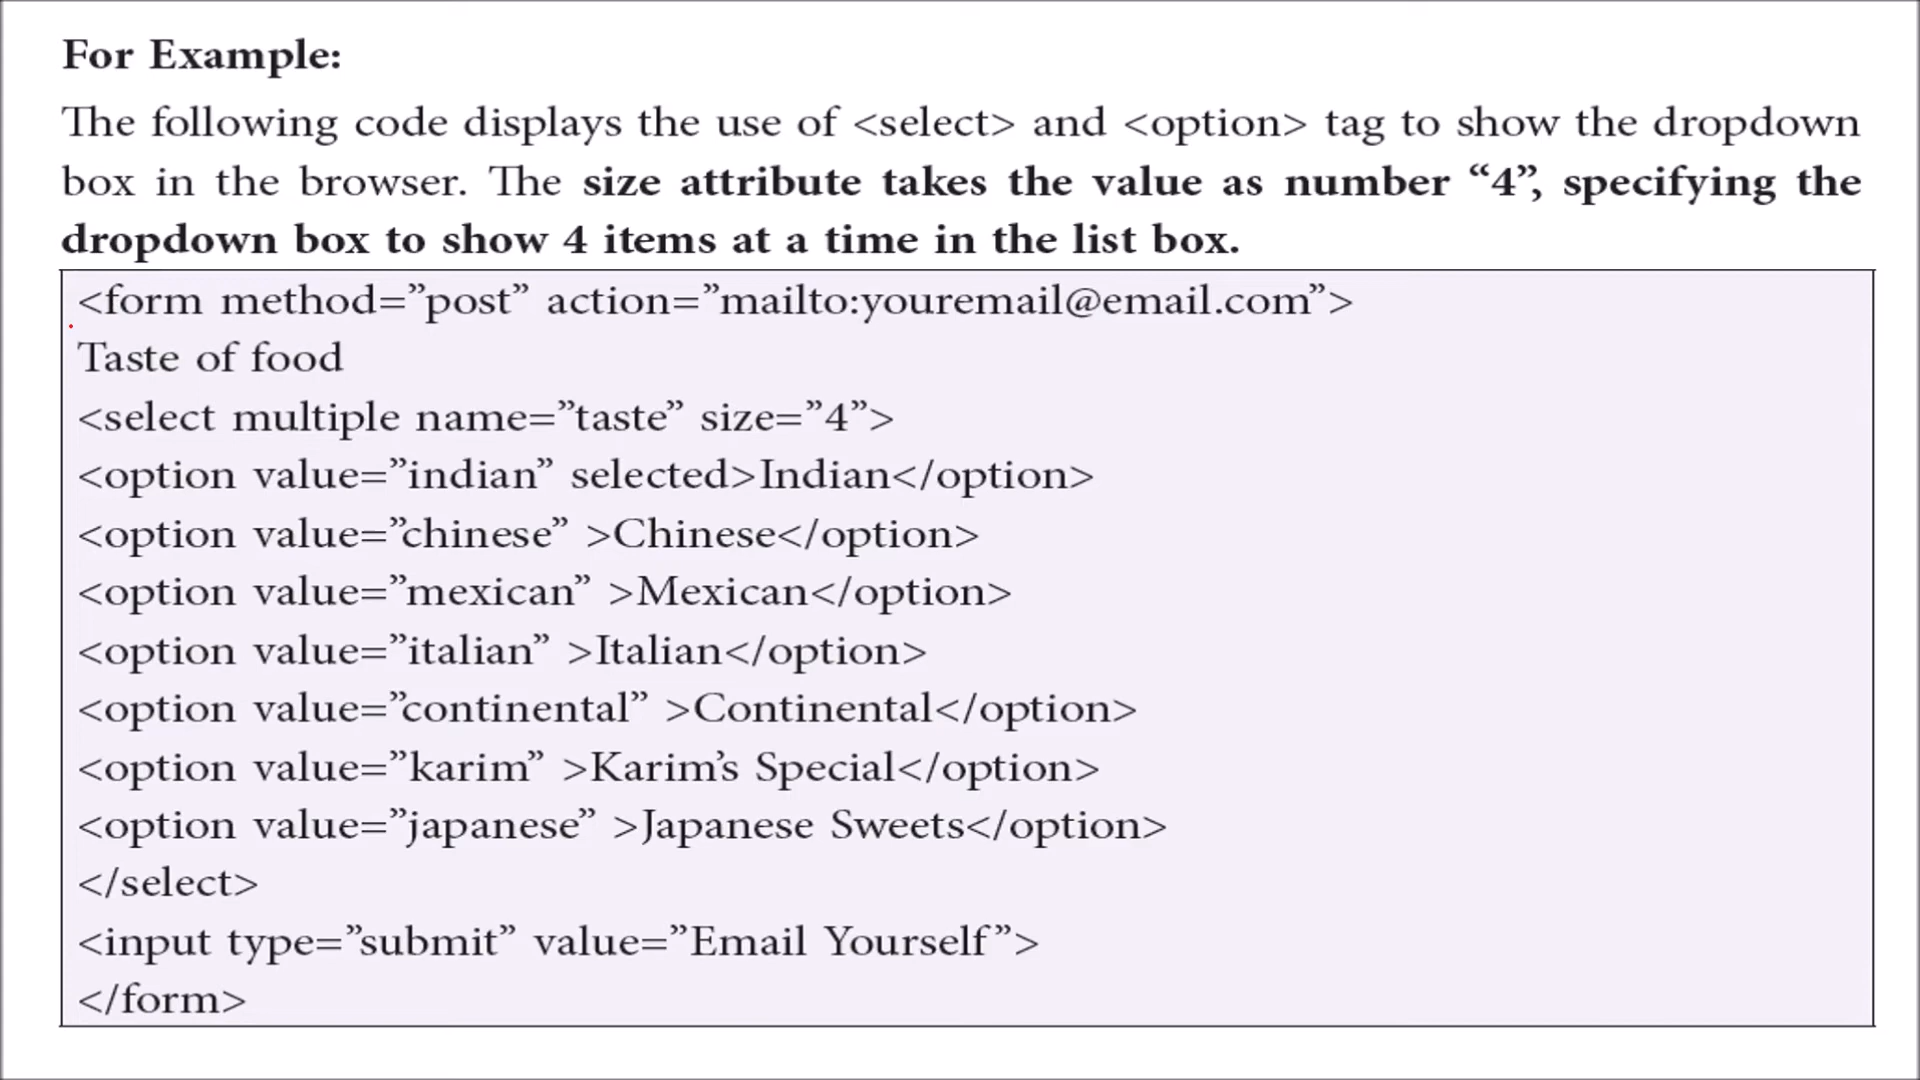 For Example:
The following code displays the use of <select> and <option> tag to show the dropdown
box in the browser. The size attribute takes the value as number “4”, specifying the
dropdown box to show 4 items at a time in the list box.
<form method=”post” action=”mailto:youremail@email.com”>
Taste of food
<select multiple name=”taste” size=”4”>
<option value=”indian” selected>Indian</option>
<option value=”chinese” >Chinese</option>
<option value=”mexican” >Mexican</option>
<option value=”italian” >Italian</option>
<option value=”continental” >Continental</option>
<option value=”karim” >Karim’s Special</option>
<option value=”japanese” >Japanese Sweets</option>
</select>
<input type=”submit” value=”Email Yourself”>
</form>